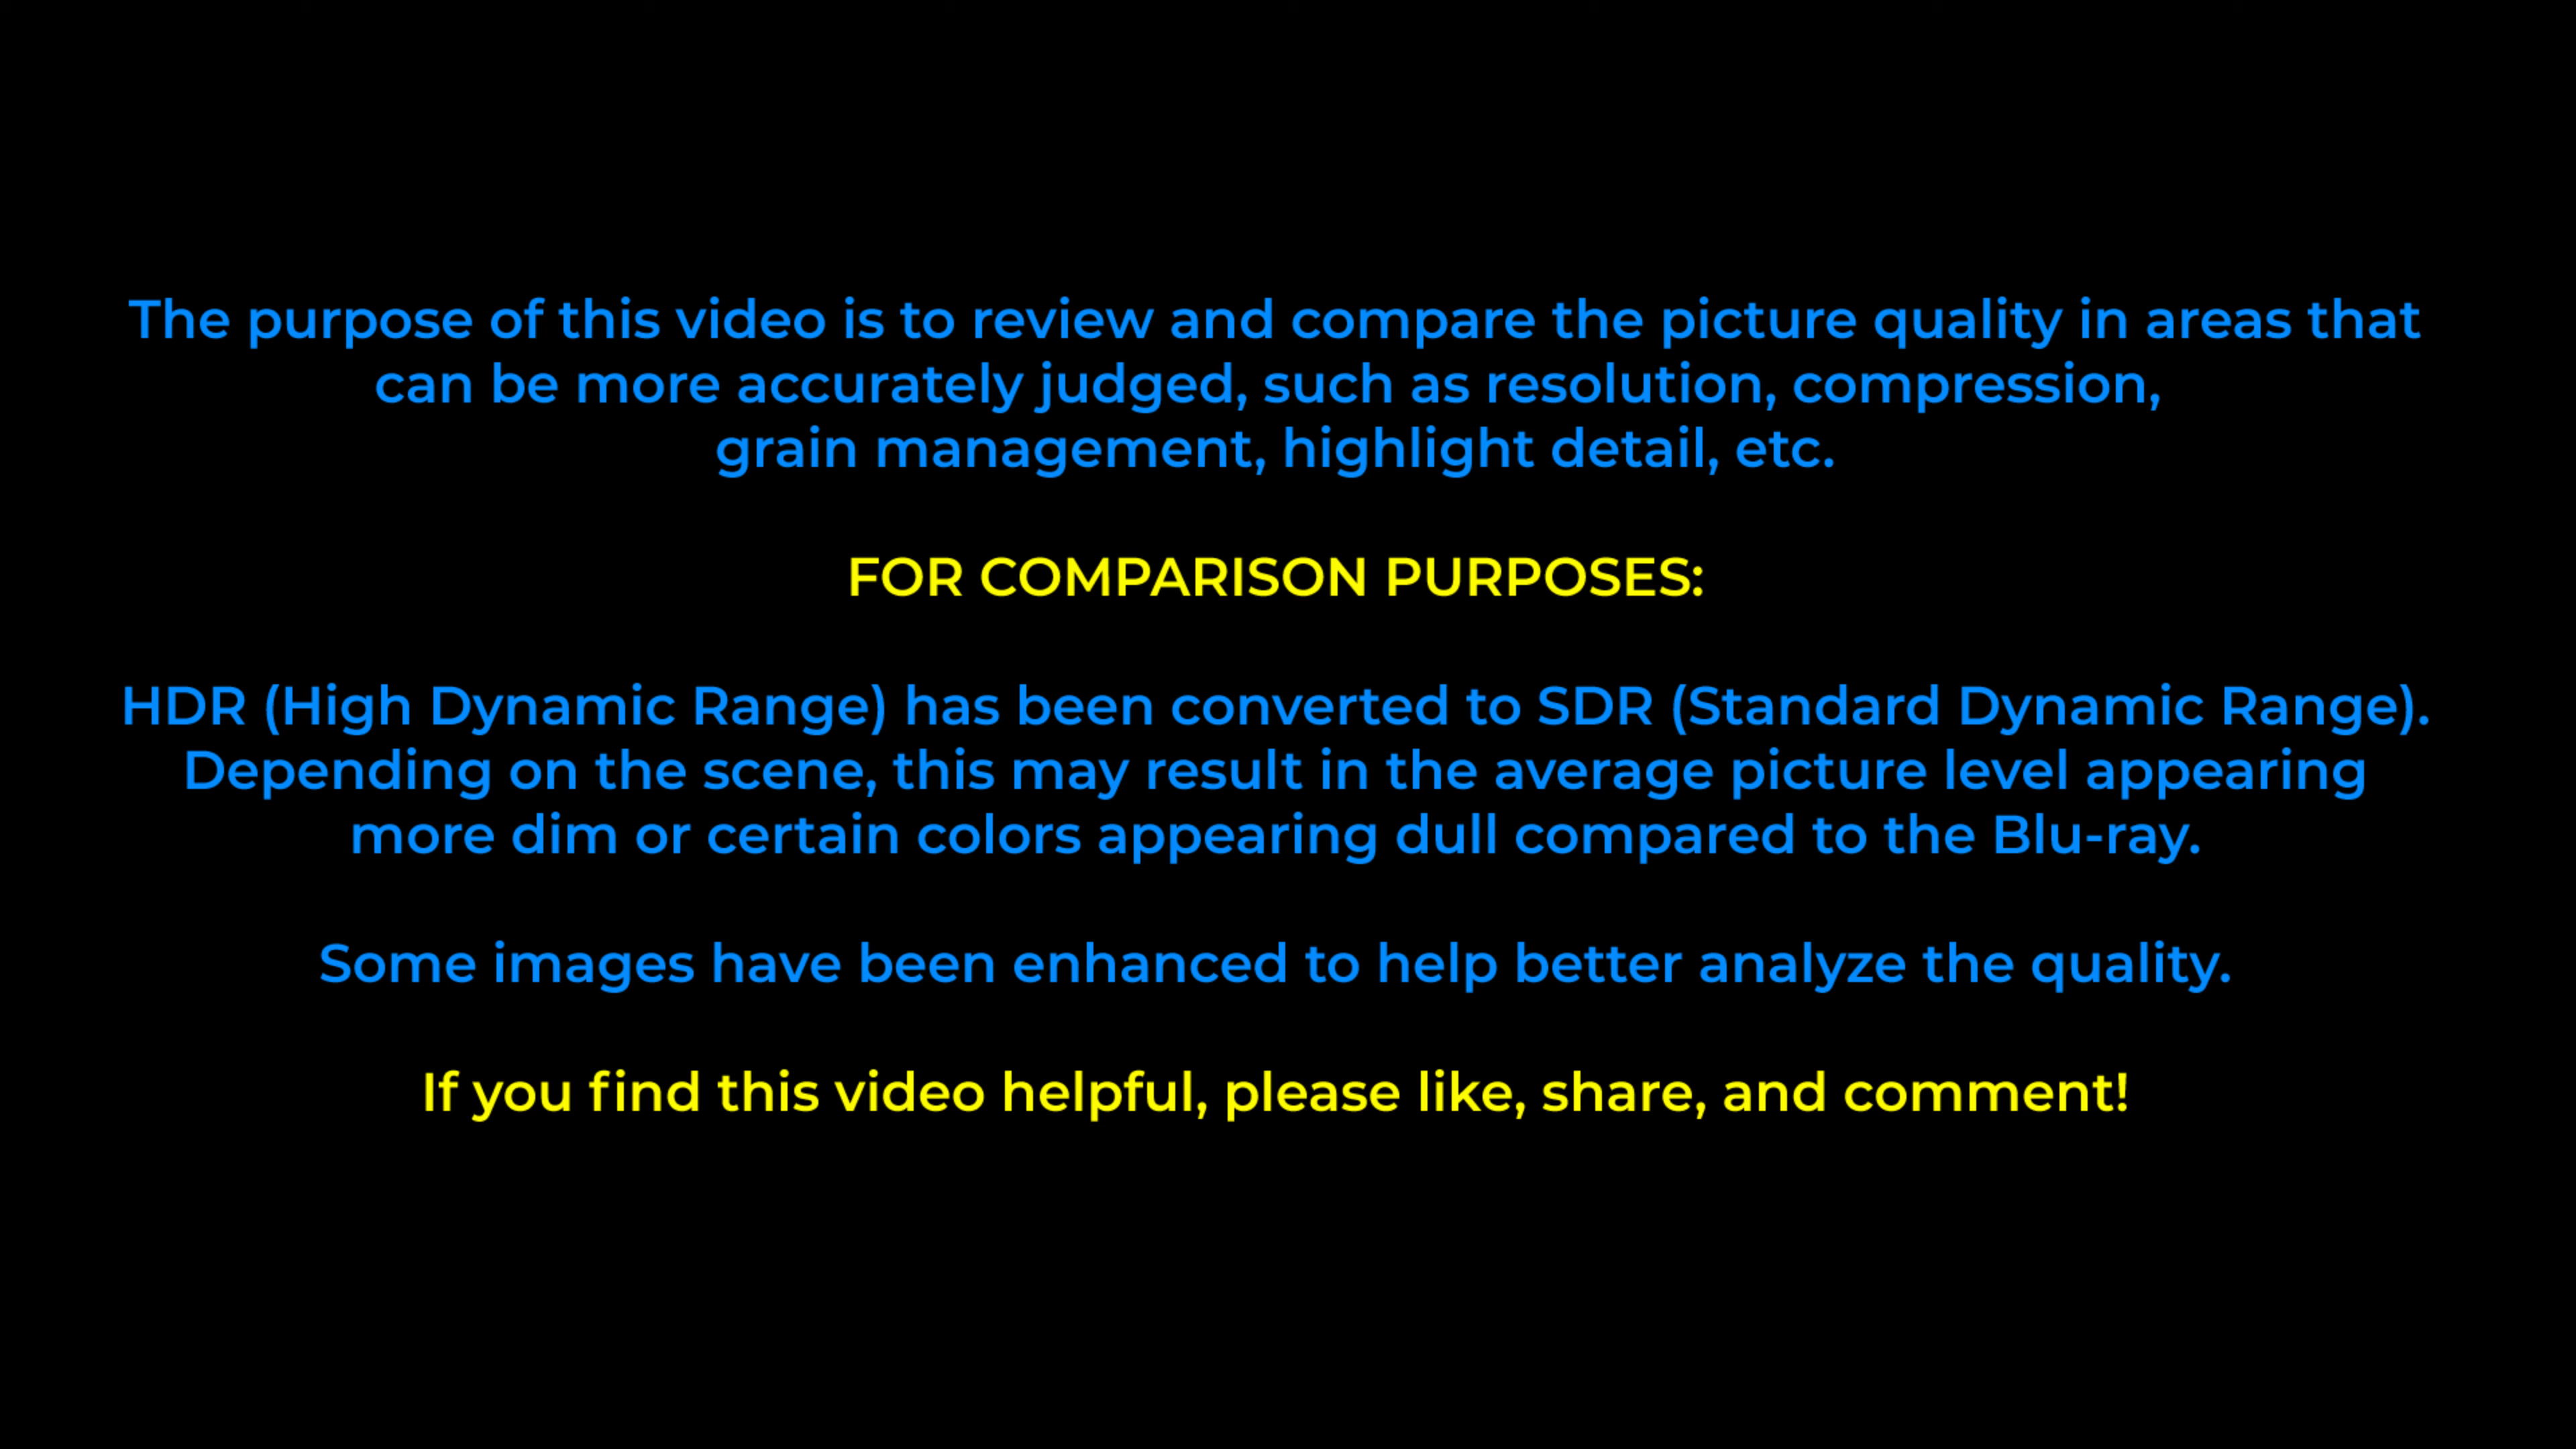 The purpose of this video is to review and compare the picture quality in areas that
can be more accurately judged, such as resolution, compression,
grain management, highlight detail, etc.
FOR COMPARISON PURPOSES:
HDR (High Dynamic Range) has been converted to SDR (Standard Dynamic Range).
Depending on the scene, this may result in the average picture level appearing
more dim or certain colors appearing dull compared to the Blu-ray.
Some images have been enhanced to help better analyze the quality.
If you find this video helpful, please like, share, and comment!